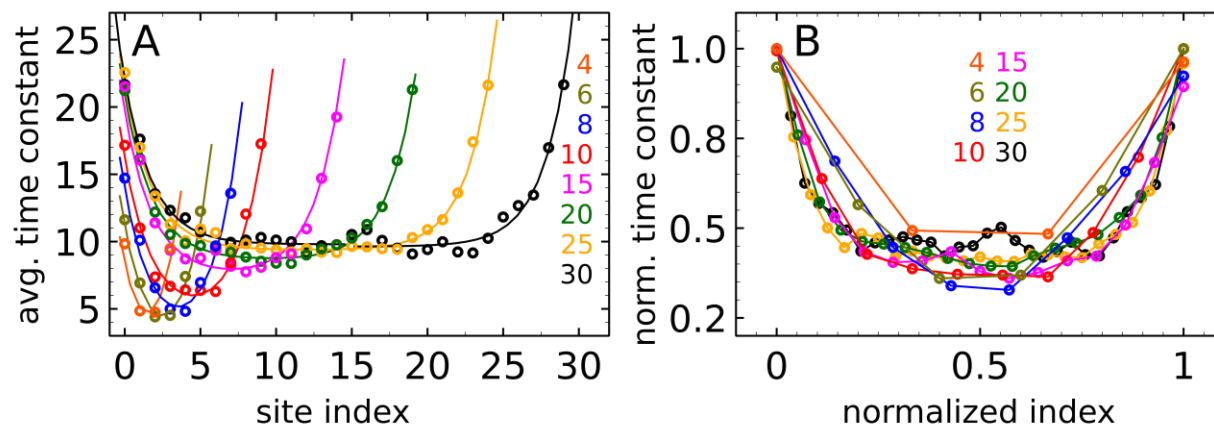 A
25
20
15
10
5
avg. time constant
0 5 10 15 20 25 30
site index
4
6
8
10
15
20
25
30
B
1.0
0.8
0.5
0.2
norm. time constant
0 0.5 1
normalized index
4 15
6 20
8 25
10 30